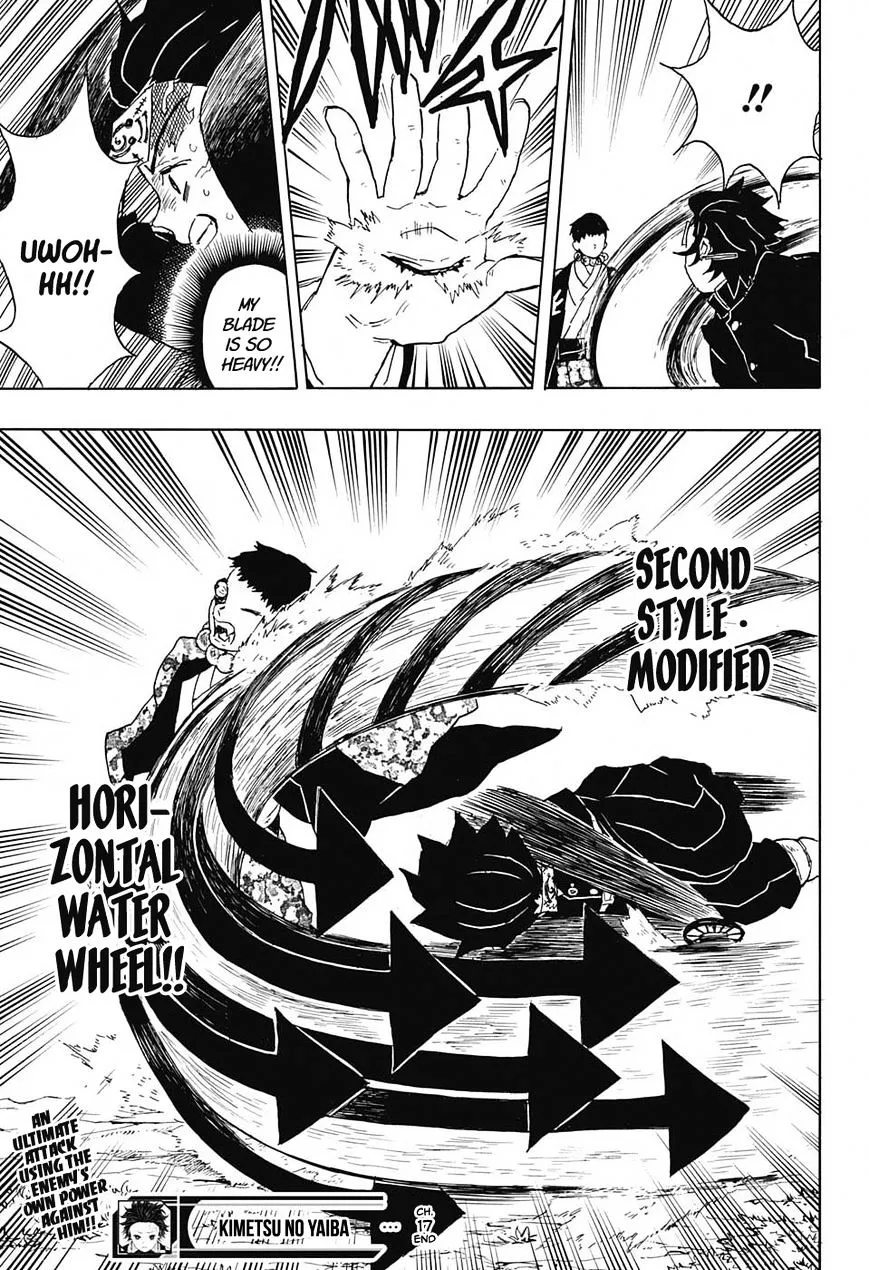 !!
MY
BLADE
IS SO
HEAVY!!
UWOH-
HH!!
SECOND
STYLE ·
MODIFIED
HORI-
ZONTAL
WATER
WHEEL!!
AN
ULTIMATE
ATTACK
USING THE
ENEMY'S
OWN POWER
AGAINST
HIM!!
KIMETSU NO YAIBA
...
CH.
17
END